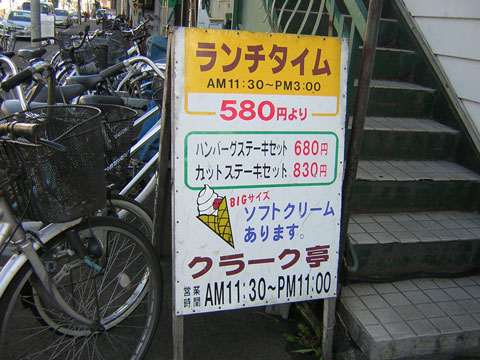 ランチタイム
AM11:30～PM3:00
580円より
ハンバーグステーキセット 680円
カットステーキセット 830円
BIGサイズ
ソフトクリーム
あります。
クラーク亭
営業時間 AM11:30～PM11:00